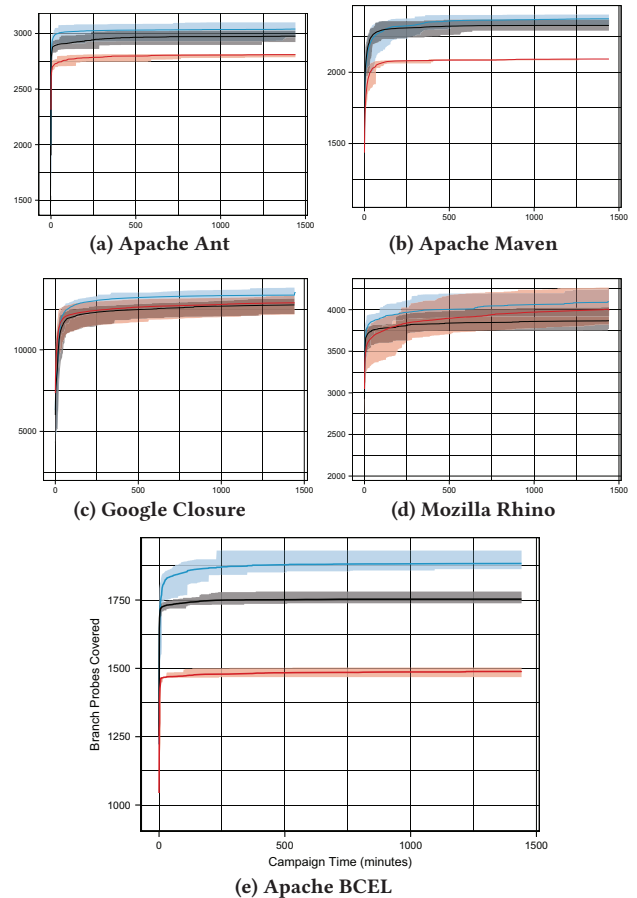 3000
2500
2000
1500
0 500 1000 1500
(a) Apache Ant
2000
1500
0 500 1000 1500
(b) Apache Maven
10000
5000
0 500 1000 1500
(c) Google Closure
4000
3500
3000
2500
2000
0 500 1000 1500
(d) Mozilla Rhino
Branch Probes Covered
1750
1500
1250
1000
0 500 1000 1500
Campaign Time (minutes)
(e) Apache BCEL